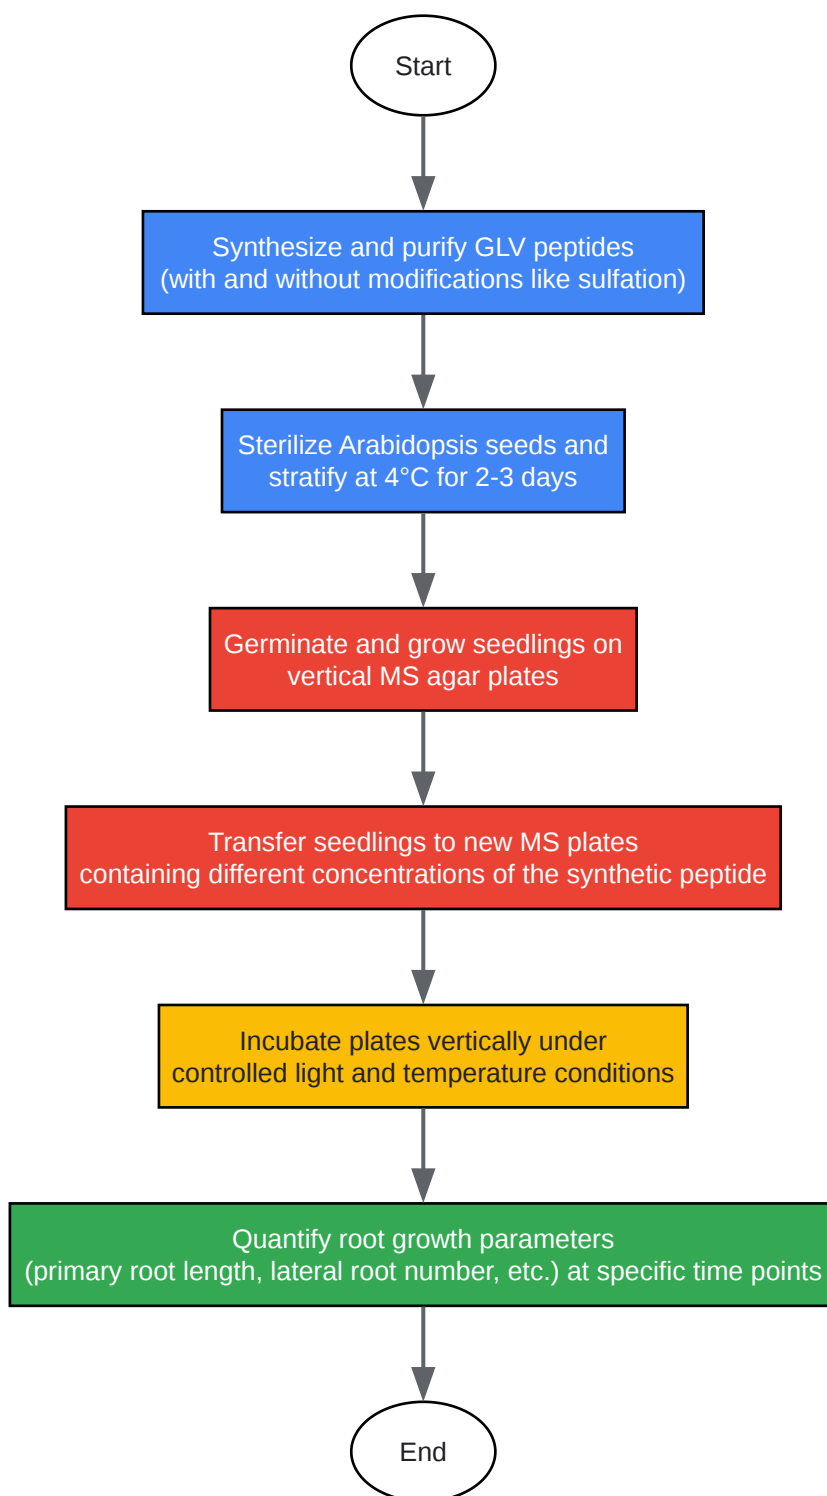 Start
Synthesize and purify GLV peptides
(with and without modifications like sulfation)
Sterilize Arabidopsis seeds and
stratify at 4°C for 2-3 days
Germinate and grow seedlings on
vertical MS agar plates
Transfer seedlings to new MS plates
containing different concentrations of the synthetic peptide
Incubate plates vertically under
controlled light and temperature conditions
Quantify root growth parameters
(primary root length, lateral root number, etc.) at specific time points
End